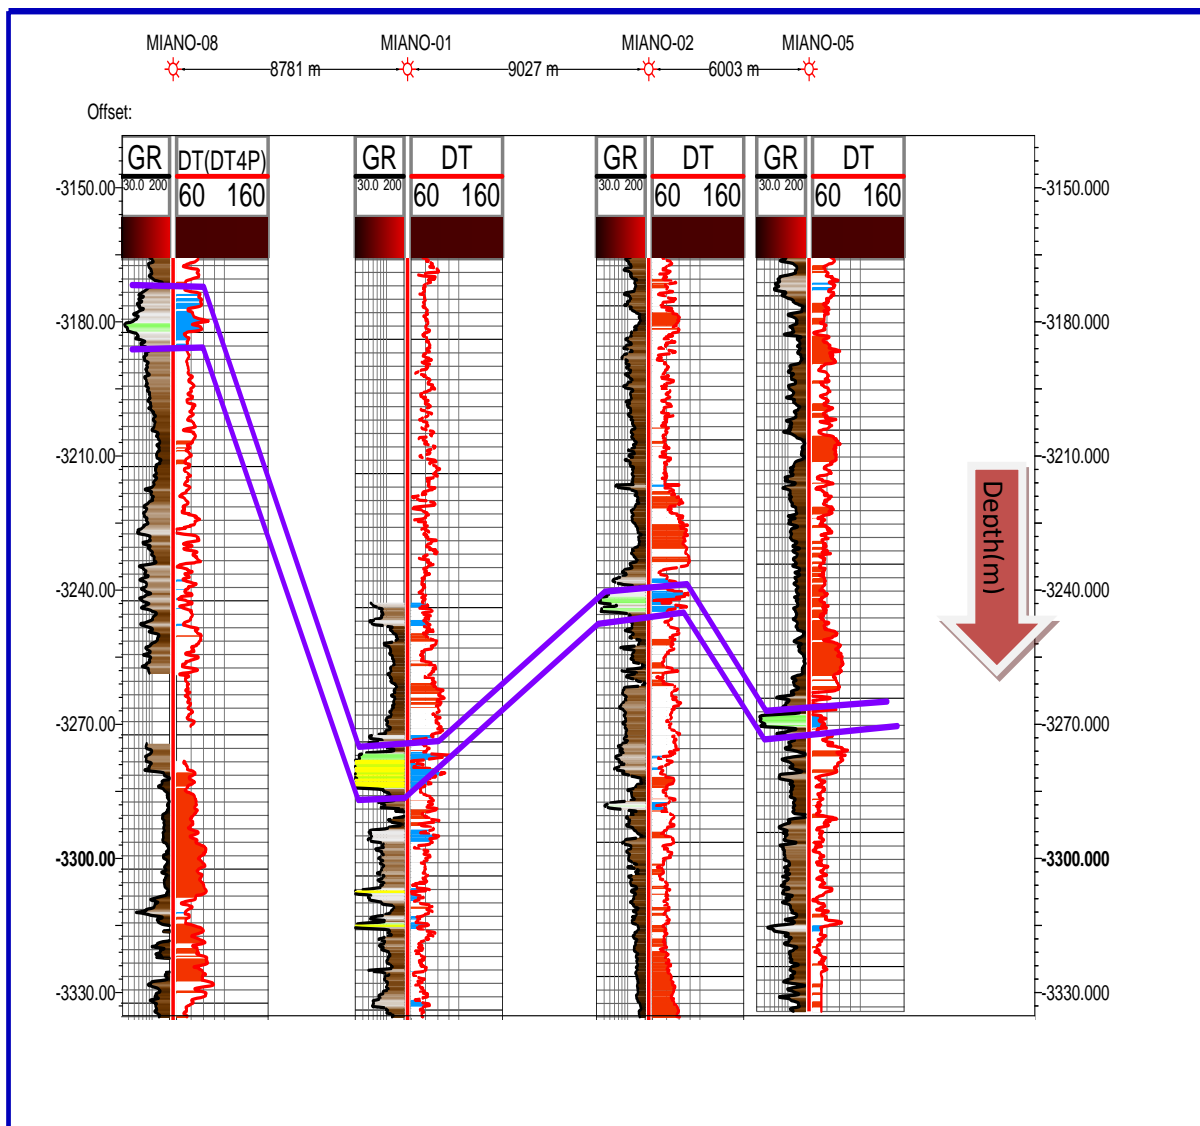 MIANO-08 MIANO-01 MIANO-02 MIANO-05
8781 m 9027 m 6003 m
Offset:
GR DT(DT4P) GR DT GR DT GR DT
30.0 200 60 160 30.0 200 60 160 30.0 200 60 160 30.0 200 60 160
-3150.00 -3150.000
-3180.00 -3180.000
-3210.00 -3210.000
-3240.00 -3240.000
-3270.00 -3270.000
-3300.00 -3300.000
-3330.00 -3330.000
Depth(m)